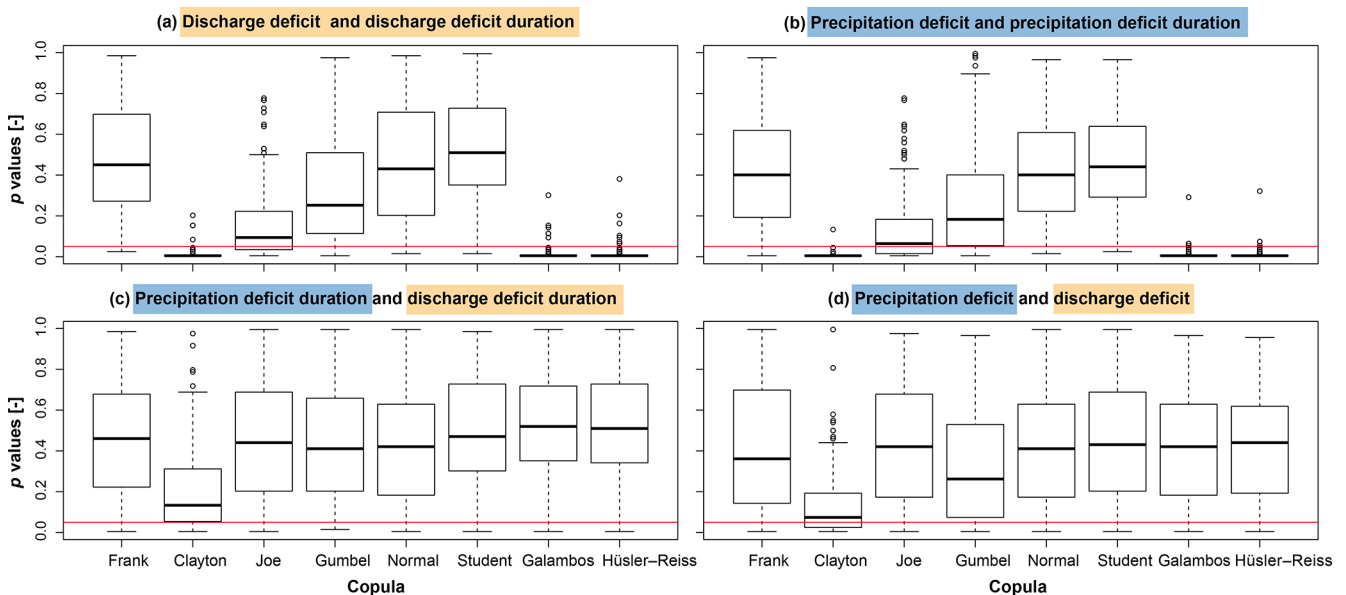 (a) Discharge deficit and discharge deficit duration
(b) Precipitation deficit and precipitation deficit duration
p values [-]
1.0
0.8
0.6
0.4
0.2
0.0
(c) Precipitation deficit duration and discharge deficit duration
(d) Precipitation deficit and discharge deficit
p values [-]
1.0
0.8
0.6
0.4
0.2
0.0
Frank Clayton Joe Gumbel Normal Student Galambos Hüsler–Reiss
Frank Clayton Joe Gumbel Normal Student Galambos Hüsler–Reiss
Copula
Copula